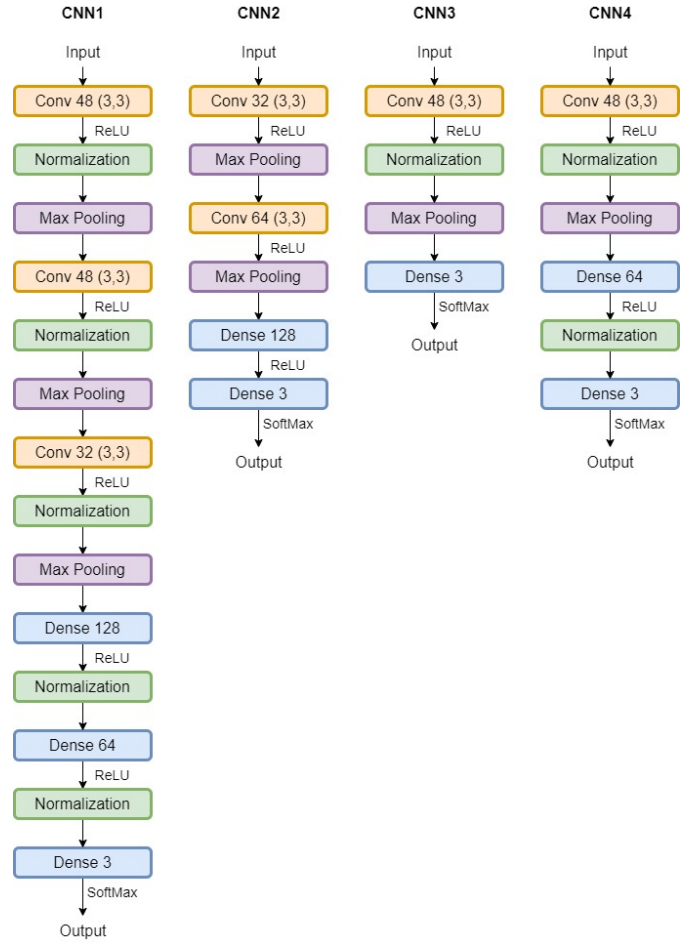 CNN1
Input
Conv 48 (3,3)
ReLU
Normalization
Max Pooling
Conv 48 (3,3)
ReLU
Normalization
Max Pooling
Conv 32 (3,3)
ReLU
Normalization
Max Pooling
Dense 128
ReLU
Normalization
Dense 64
ReLU
Normalization
Dense 3
SoftMax
Output
CNN2
Input
Conv 32 (3,3)
ReLU
Max Pooling
Conv 64 (3,3)
ReLU
Max Pooling
Dense 128
ReLU
Dense 3
SoftMax
Output
CNN3
Input
Conv 48 (3,3)
ReLU
Normalization
Max Pooling
Dense 3
SoftMax
Output
CNN4
Input
Conv 48 (3,3)
ReLU
Normalization
Max Pooling
Dense 64
ReLU
Normalization
Dense 3
SoftMax
Output